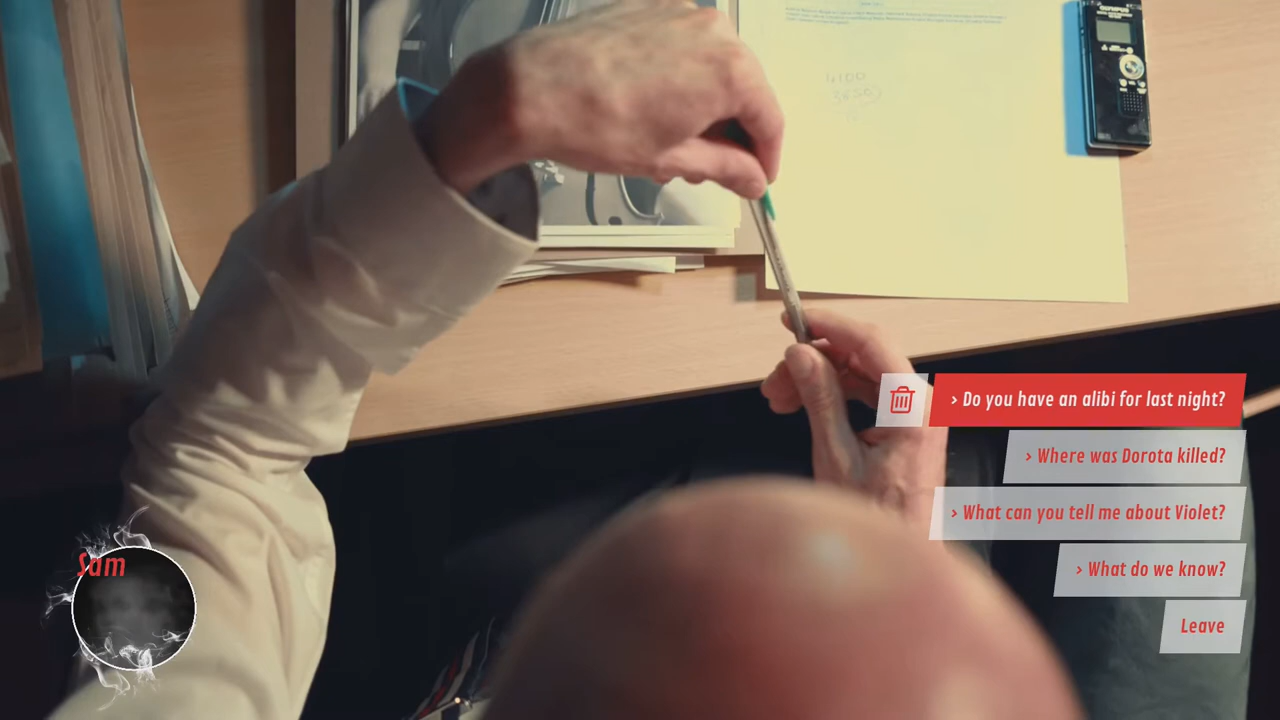 OLYMPUS
> Do you have an alibi for last night?
> Where was Dorota killed?
> What can you tell me about Violet?
> What do we know?
Leave
Sam